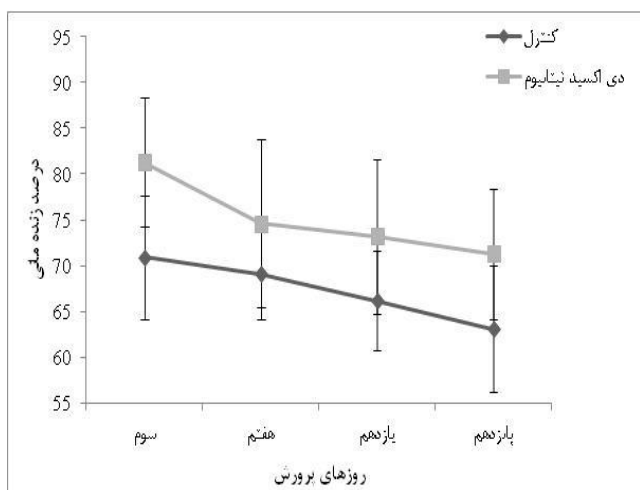 کنترل
دی اکسید تیتانیوم
95
90
85
80
75
70
65
60
55
درصد زنده مانی
سوم هفتم یازدهم پانزدهم
روزهای پرورش